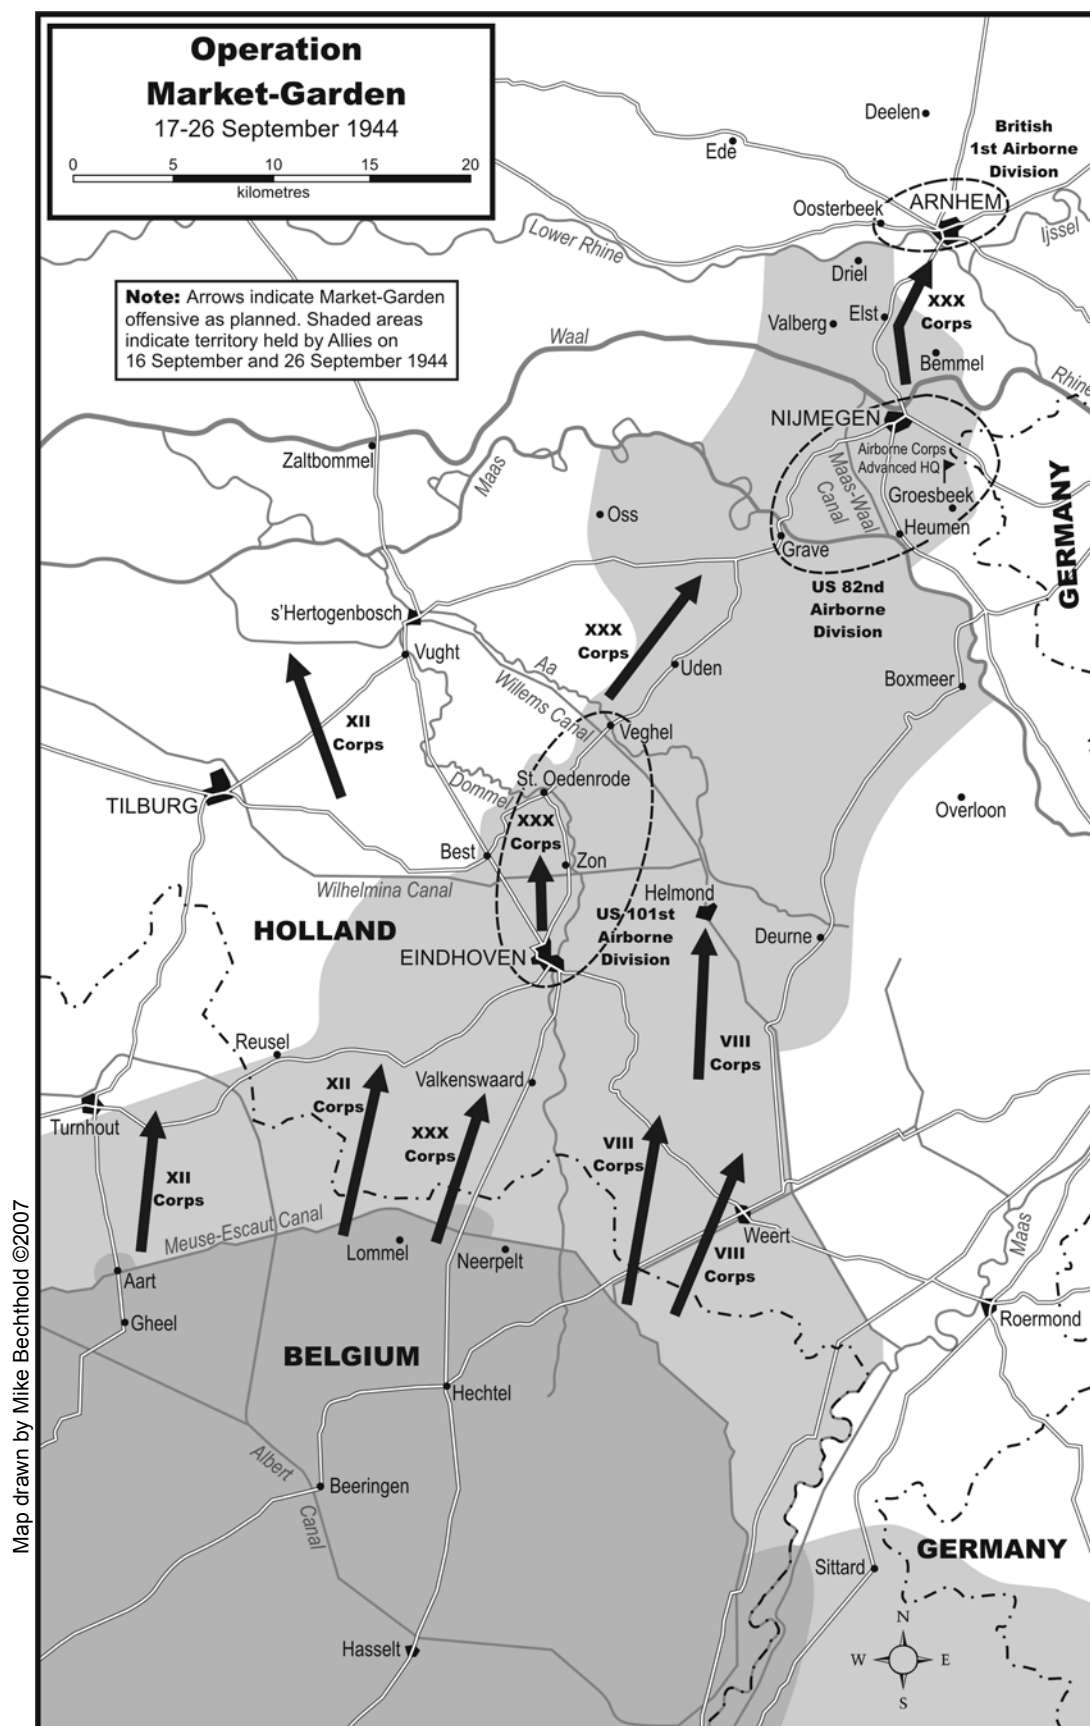 Operation
Market-Garden
17-26 September 1944
0 5 10 15 20
kilometres
Note: Arrows indicate Market-Garden
offensive as planned. Shaded areas
indicate territory held by Allies on
16 September and 26 September 1944
Deelen
British
1st Airborne
Division
Ede
ARNHEM
Oosterbeek
Lower Rhine
Ijssel
Driel
XXX
Corps
Valberg
Elst
Waal
Bemmel
Rhine
NIJMEGEN
Airborne Corps
Advanced HQ
Zaltbommel
Maas
Maas-Waal
Canal
Groesbeek
GERMANY
Oss
Heumen
Grave
US 82nd
Airborne
Division
s'Hertogenbosch
XXX
Corps
Vught
Aa
Uden
Willems Canal
Boxmeer
XII
Corps
Veghel
St. Oedenrode
Dommel
TILBURG
Overloon
XXX
Corps
Best
Zon
Wilhelmina Canal
Helmond
HOLLAND
US 101st
Airborne
Division
Deurne
EINDHOVEN
Reusel
VIII
Corps
Valkenswaard
XII
Corps
Turnhout
XXX
Corps
VIII
Corps
XII
Corps
Meuse-Escaut Canal
Lommel
Neerpelt
Weert
Maas
VIII
Corps
Aart
Gheel
Roermond
BELGIUM
Hechtel
Albert
Canal
Beeringen
GERMANY
Sittard
Hasselt
N
W E
S
Map drawn by Mike Bechthold ©2007